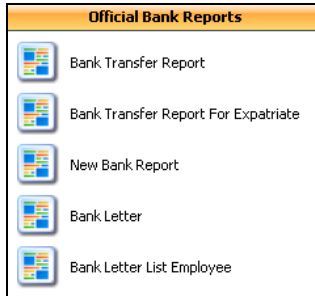 Official Bank Reports
Bank Transfer Report
Bank Transfer Report For Expatriate
New Bank Report
Bank Letter
Bank Letter List Employee